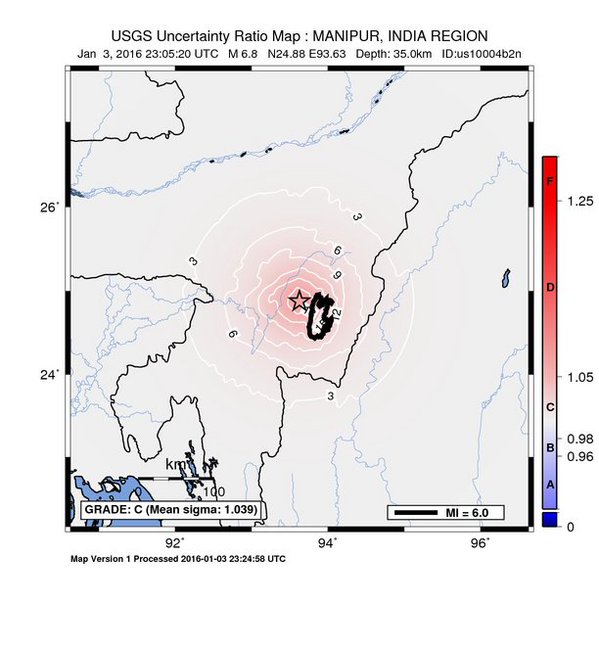 USGS Uncertainty Ratio Map : MANIPUR, INDIA REGION
Jan 3, 2016 23:05:20 UTC M 6.8 N24.88 E93.63 Depth: 35.0km ID:us10004b2n
F
1.25
3
26°
6
3
9
D
12
6
1.05
24°
3
C
0.98
B
0.96
km
A
100
GRADE: C (Mean sigma: 1.039)
MI = 6.0
0
92°
94°
96°
Map Version 1 Processed 2016-01-03 23:24:58 UTC